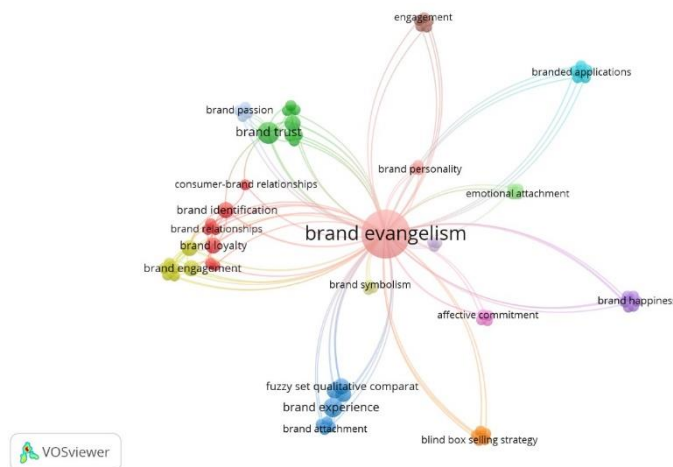 engagement
branded applications
brand passion
brand trust
brand personality
consumer-brand relationships
emotional attachment
brand identification
brand relationships
brand evangelism
brand loyalty
brand engagement
brand symbolism
brand happiness
affective commitment
fuzzy set qualitative comparat
brand experience
brand attachment
blind box selling strategy
VOSviewer